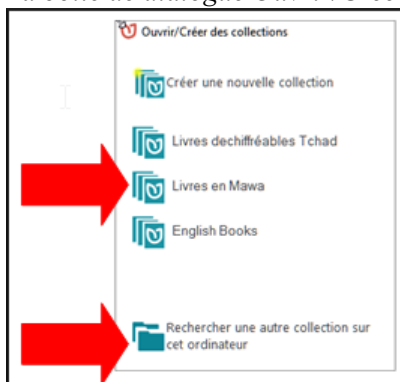 Ouvrir/Créer des collections
Créer une nouvelle collection
Livres dechiffréables Tchad
Livres en Mawa
English Books
Rechercher une autre collection sur
cet ordinateur